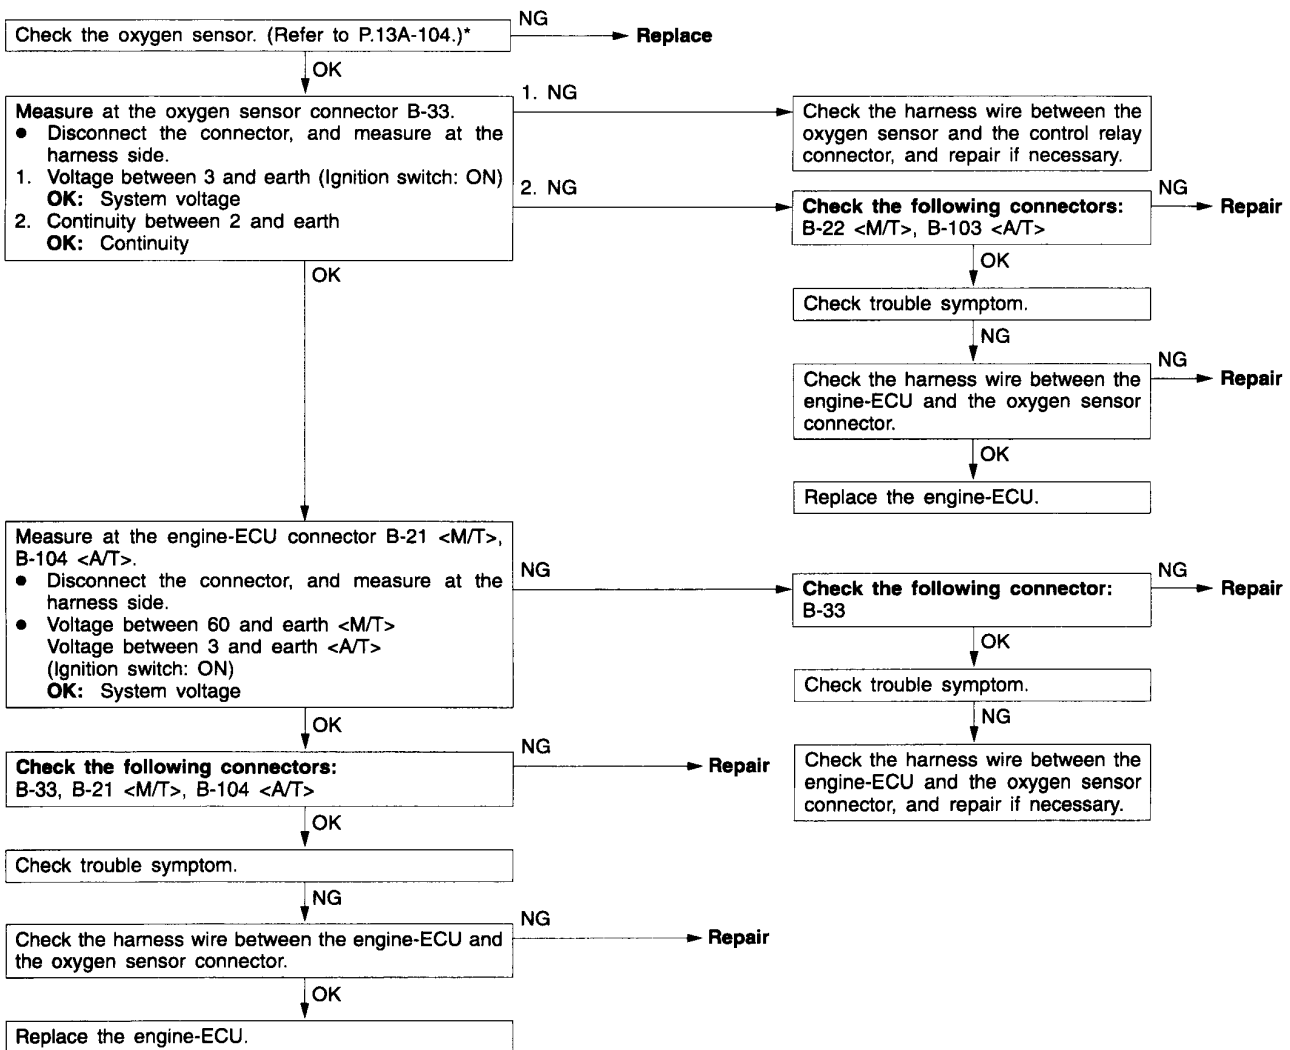 Check the oxygen sensor. (Refer to P.13A-104.)*
NG
Replace
OK
Measure at the oxygen sensor connector B-33.
● Disconnect the connector, and measure at the
harness side.
1. Voltage between 3 and earth (Ignition switch: ON)
OK: System voltage
2. Continuity between 2 and earth
OK: Continuity
1. NG
Check the harness wire between the
oxygen sensor and the control relay
connector, and repair if necessary.
2. NG
Check the following connectors:
B-22 <M/T>, B-103 <A/T>
NG
Repair
OK
Check trouble symptom.
NG
Check the harness wire between the
engine-ECU and the oxygen sensor
connector.
NG
Repair
OK
Replace the engine-ECU.
OK
Measure at the engine-ECU connector B-21 <M/T>,
B-104 <A/T>.
● Disconnect the connector, and measure at the
harness side.
● Voltage between 60 and earth <M/T>
Voltage between 3 and earth <A/T>
(Ignition switch: ON)
OK: System voltage
NG
Check the following connector:
B-33
NG
Repair
OK
Check trouble symptom.
NG
Check the harness wire between the
engine-ECU and the oxygen sensor
connector, and repair if necessary.
OK
Check the following connectors:
B-33, B-21 <M/T>, B-104 <A/T>
NG
Repair
OK
Check trouble symptom.
NG
Check the harness wire between the engine-ECU and
the oxygen sensor connector.
NG
Repair
OK
Replace the engine-ECU.